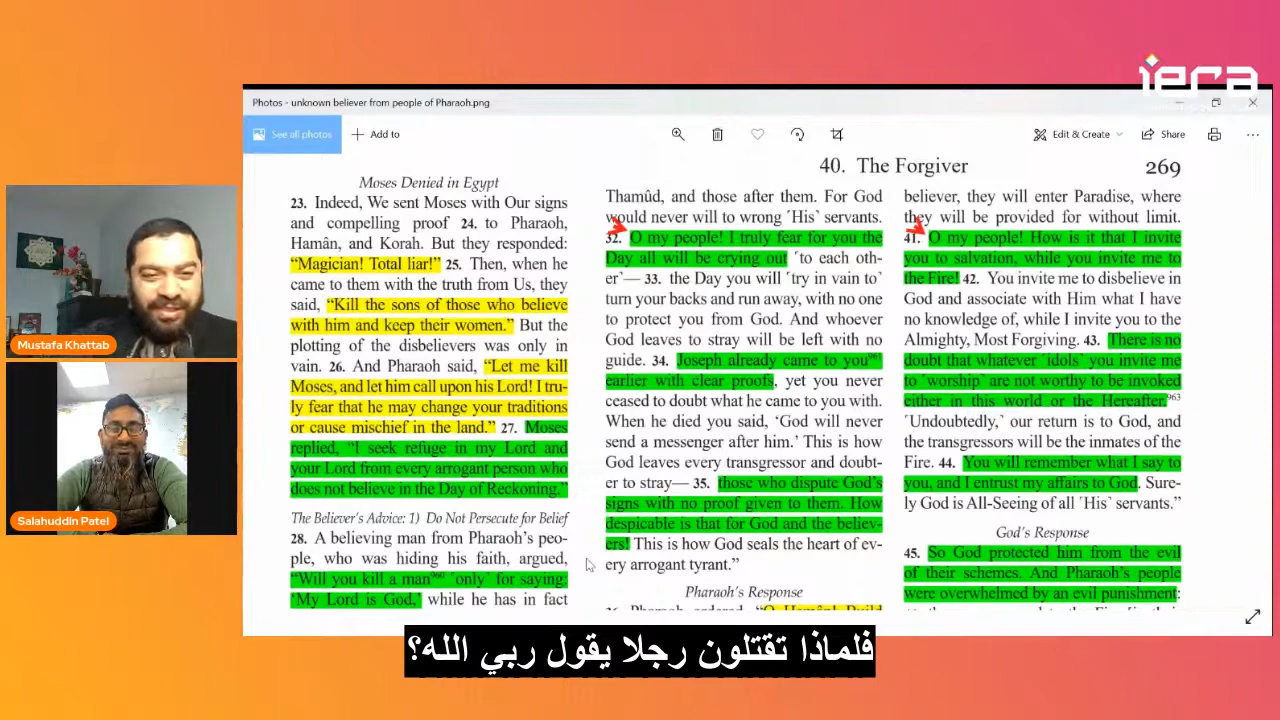 iera
Photos - unknown believer from people of Pharaoh.png
See all photos
Add to
Edit & Create
Share
40. The Forgiver
269
Moses Denied in Egypt
23. Indeed, We sent Moses with Our signs
and compelling proof 24. to Pharaoh,
Hamân, and Korah. But they responded:
“Magician! Total liar!” 25. Then, when he
came to them with the truth from Us, they
said, “Kill the sons of those who believe
with him and keep their women.” But the
plotting of the disbelievers was only in
vain. 26. And Pharaoh said, “Let me kill
Moses, and let him call upon his Lord! I tru-
ly fear that he may change your traditions
or cause mischief in the land.” 27. Moses
replied, “I seek refuge in my Lord and
your Lord from every arrogant person who
does not believe in the Day of Reckoning.”
The Believer’s Advice: 1) Do Not Persecute for Belief
28. A believing man from Pharaoh’s peo-
ple, who was hiding his faith, argued,
“Will you kill a man⁹⁶⁰ ˹only˺ for saying:
‘My Lord is God,’ while he has in fact
Thamûd, and those after them. For God
would never will to wrong ˹His˺ servants.
32. O my people! I truly fear for you the
Day all will be crying out ˹to each oth-
er˺— 33. the Day you will ˹try in vain to˺
turn your backs and run away, with no one
to protect you from God. And whoever
God leaves to stray will be left with no
guide. 34. Joseph already came to you⁹⁶¹
earlier with clear proofs, yet you never
ceased to doubt what he came to you with.
When he died you said, ‘God will never
send a messenger after him.’ This is how
God leaves every transgressor and doubt-
er to stray— 35. those who dispute God’s
signs with no proof given to them. How
despicable is that for God and the believ-
ers! This is how God seals the heart of ev-
ery arrogant tyrant.”
Pharaoh’s Response
36. Pharaoh ordered, “O Hamân! Build
believer, they will enter Paradise, where
they will be provided for without limit.
41. O my people! How is it that I invite
you to salvation, while you invite me to
the Fire! 42. You invite me to disbelieve in
God and associate with Him what I have
no knowledge of, while I invite you to the
Almighty, Most Forgiving. 43. There is no
doubt that whatever ˹idols˺ you invite me
to ˹worship˺ are not worthy to be invoked
either in this world or the Hereafter.⁹⁶³
˹Undoubtedly,˺ our return is to God, and
the transgressors will be the inmates of the
Fire. 44. You will remember what I say to
you, and I entrust my affairs to God. Sure-
ly God is All-Seeing of all ˹His˺ servants.”
God’s Response
45. So God protected him from the evil
of their schemes. And Pharaoh’s people
were overwhelmed by an evil punishment:
Mustafa Khattab
Salahuddin Patel
فلماذا تقتلون رجلا يقول ربي الله؟